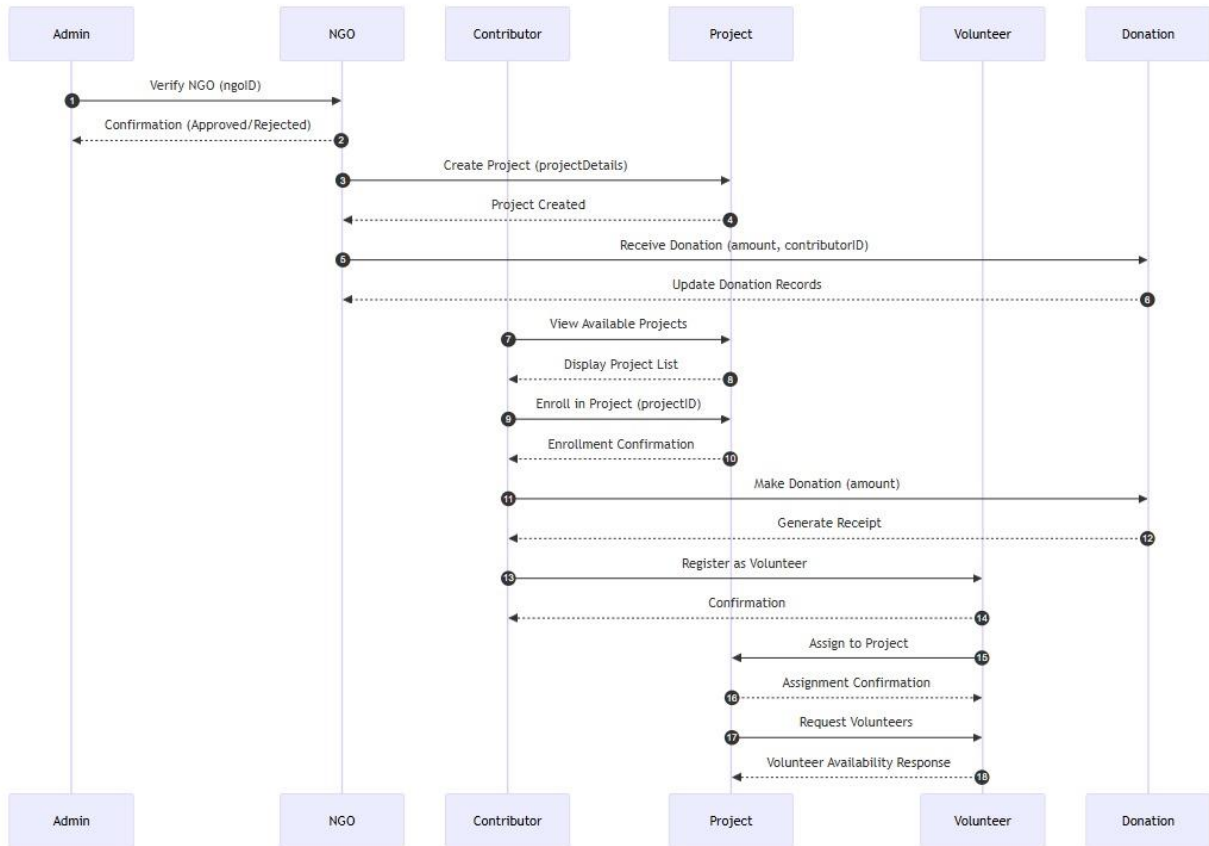 Admin
NGO
Contributor
Project
Volunteer
Donation
Verify NGO (ngoID)
1
Confirmation (Approved/Rejected)
2
Create Project (projectDetails)
3
Project Created
4
Receive Donation (amount, contributorID)
5
Update Donation Records
6
View Available Projects
7
Display Project List
8
Enroll in Project (projectID)
9
Enrollment Confirmation
10
Make Donation (amount)
11
Generate Receipt
12
Register as Volunteer
13
Confirmation
14
Assign to Project
15
Assignment Confirmation
16
Request Volunteers
17
Volunteer Availability Response
18
Admin
NGO
Contributor
Project
Volunteer
Donation